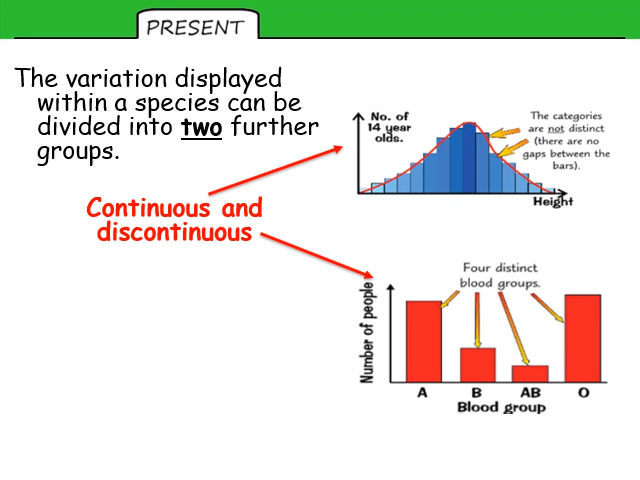 PRESENT
The variation displayed
within a species can be
divided into two further
groups.
Continuous and
discontinuous
No. of
14 year
olds.
The categories
are not distinct
(there are no
gaps between the
bars).
Height
Four distinct
blood groups.
Number of people
A B AB O
Blood group